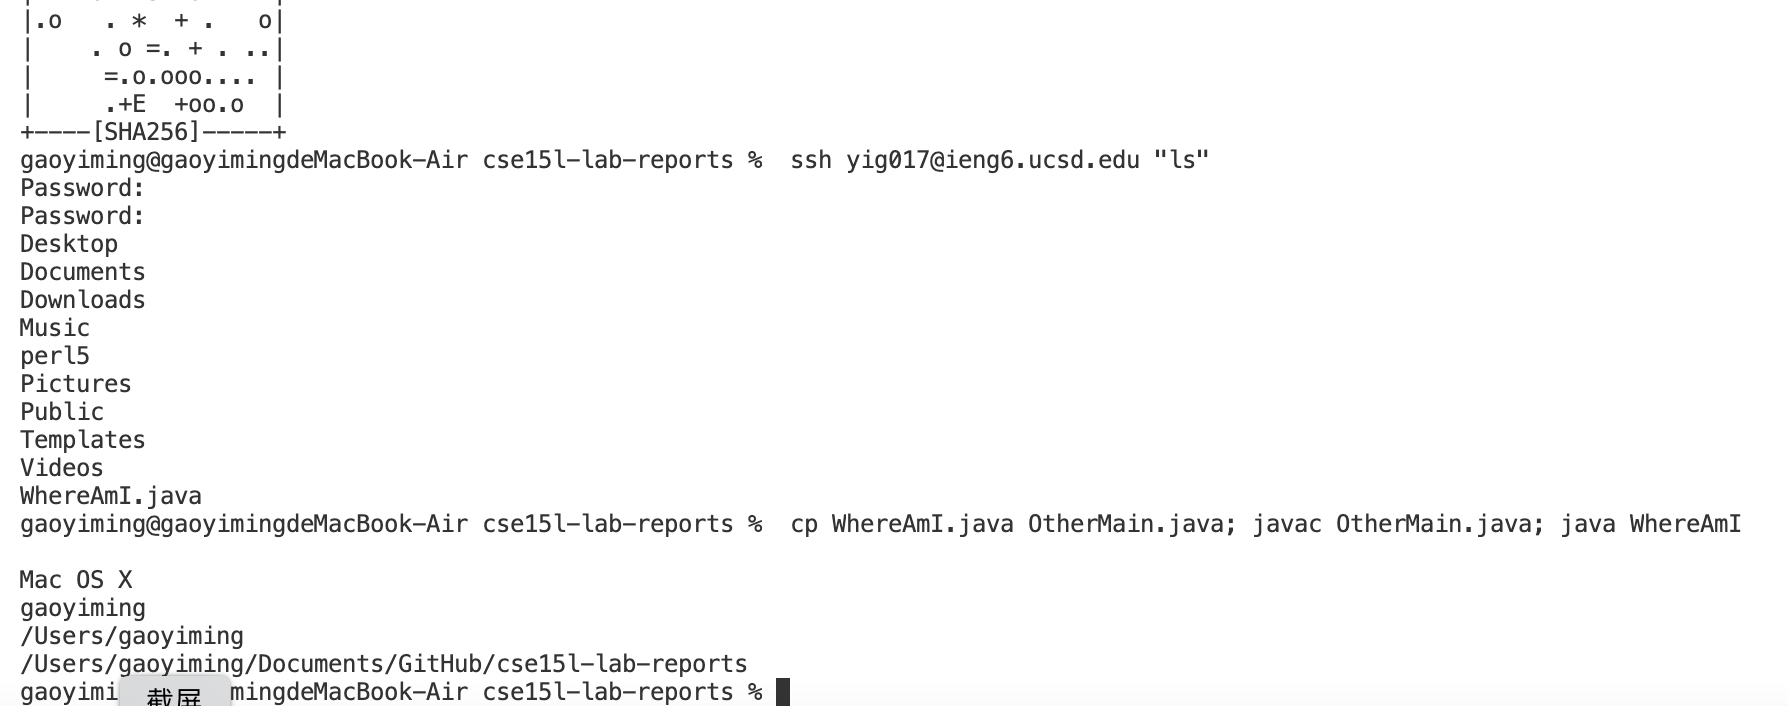 |.o   . *  + .   o|
|    . o =. + . ..|
|     =.o.ooo.... |
|     .+E  +oo.o  |
+----[SHA256]-----+
gaoyiming@gaoyimingdeMacBook-Air cse15l-lab-reports %  ssh yig017@ieng6.ucsd.edu "ls"
Password:
Password:
Desktop
Documents
Downloads
Music
perl5
Pictures
Public
Templates
Videos
WhereAmI.java
gaoyiming@gaoyimingdeMacBook-Air cse15l-lab-reports %  cp WhereAmI.java OtherMain.java; javac OtherMain.java; java WhereAmI
Mac OS X
gaoyiming
/Users/gaoyiming
/Users/gaoyiming/Documents/GitHub/cse15l-lab-reports
gaoyimi mingdeMacBook-Air cse15l-lab-reports %
截屏